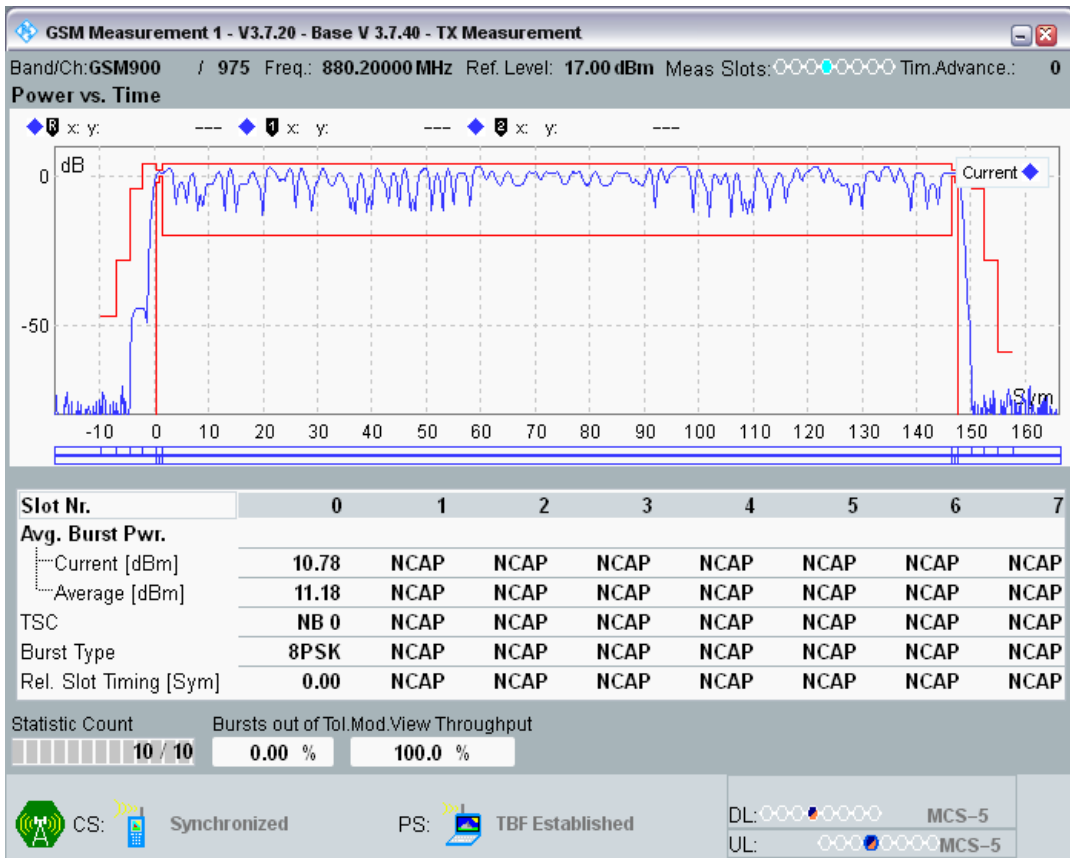 GSM Measurement 1 - V3.7.20 - Base V 3.7.40 - TX Measurement
Band/Ch:GSM900 / 975 Freq.: 880.20000 MHz Ref. Level: 17.00 dBm Meas Slots: Tim.Advance.: 0
Power vs. Time
R x: y: --- 1 x: y: --- 2 x: y: ---
dB
Current
0
-50
Sym
-10 0 10 20 30 40 50 60 70 80 90 100 110 120 130 140 150 160
Slot Nr. 0 1 2 3 4 5 6 7
Avg. Burst Pwr.
Current [dBm] 10.78 NCAP NCAP NCAP NCAP NCAP NCAP NCAP
Average [dBm] 11.18 NCAP NCAP NCAP NCAP NCAP NCAP NCAP
TSC NB 0 NCAP NCAP NCAP NCAP NCAP NCAP NCAP
Burst Type 8PSK NCAP NCAP NCAP NCAP NCAP NCAP NCAP
Rel. Slot Timing [Sym] 0.00 NCAP NCAP NCAP NCAP NCAP NCAP NCAP
Statistic Count Bursts out of Tol.Mod.View Throughput
10 / 10 0.00 % 100.0 %
CS: Synchronized PS: TBF Established
DL: MCS-5
UL: MCS-5